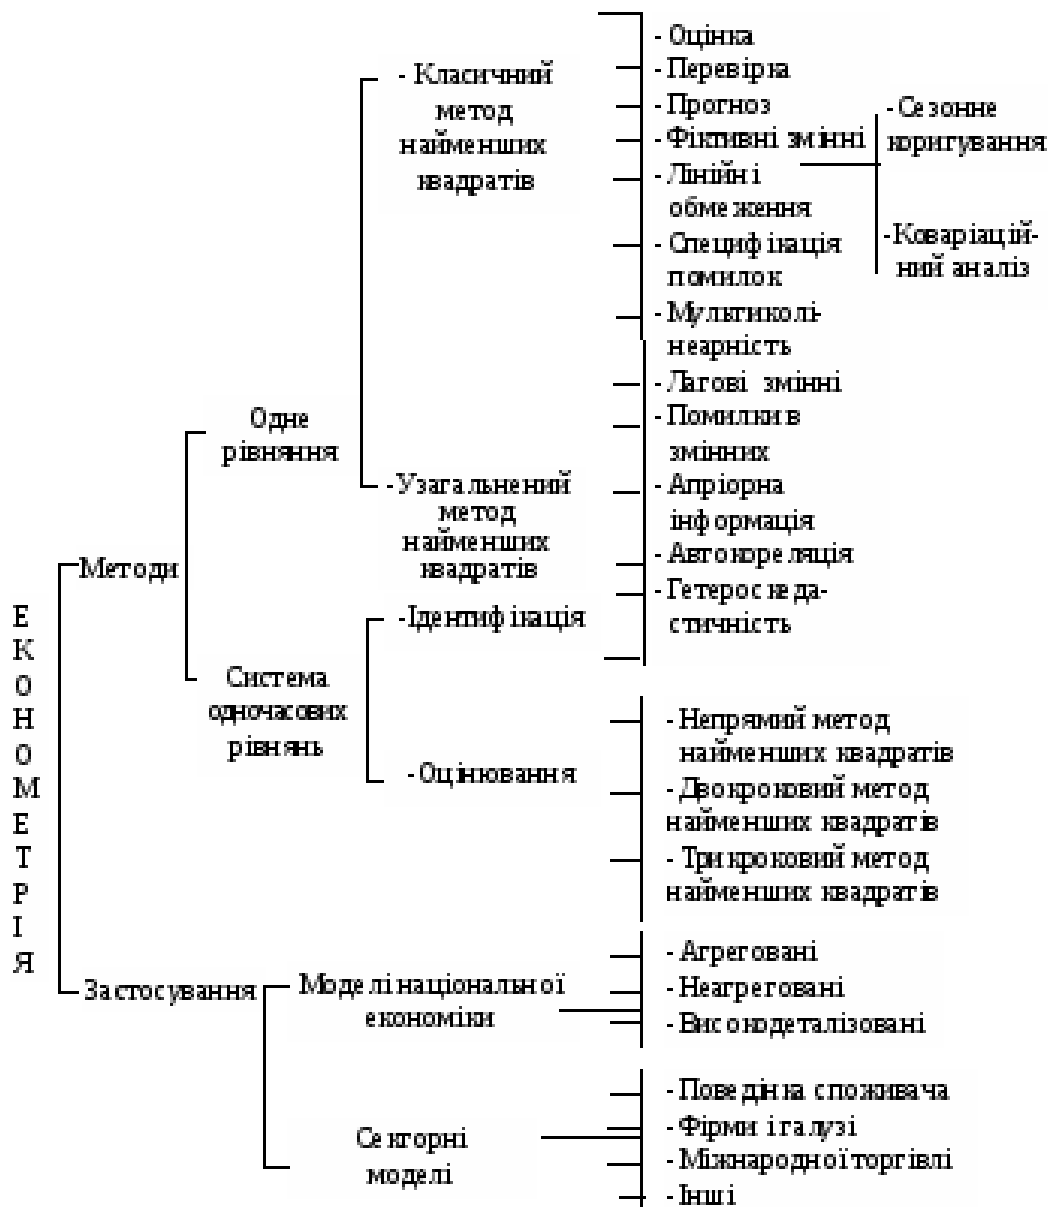 ЕКОНОМЕТРІЯ
Методи
Одне
рівняння
- Класичний
метод
найменших
квадратів
- Узагальнений
метод
найменших
квадратів
- Оцінка
- Перевірка
- Прогноз
- Фіктивні змінні
- Сезонне
коригування
- Коваріацій-
ний аналіз
- Лінійні
обмеження
- Специфікація
помилок
- Мультиколі-
неарність
- Лагові змінні
- Помилки в
змінних
- Апріорна
інформація
- Автокореляція
- Гетероскеда-
стичність
Система
одночасових
рівнянь
- Ідентифікація
- Оцінювання
- Непрямий метод
найменших квадратів
- Двокроковий метод
найменших квадратів
- Трикроковий метод
найменших квадратів
Застосування
Моделі національної
економіки
- Агреговані
- Неагреговані
- Високодеталізовані
Секторні
моделі
- Поведінка споживача
- Фірми і галузі
- Міжнародної торгівлі
- Інші